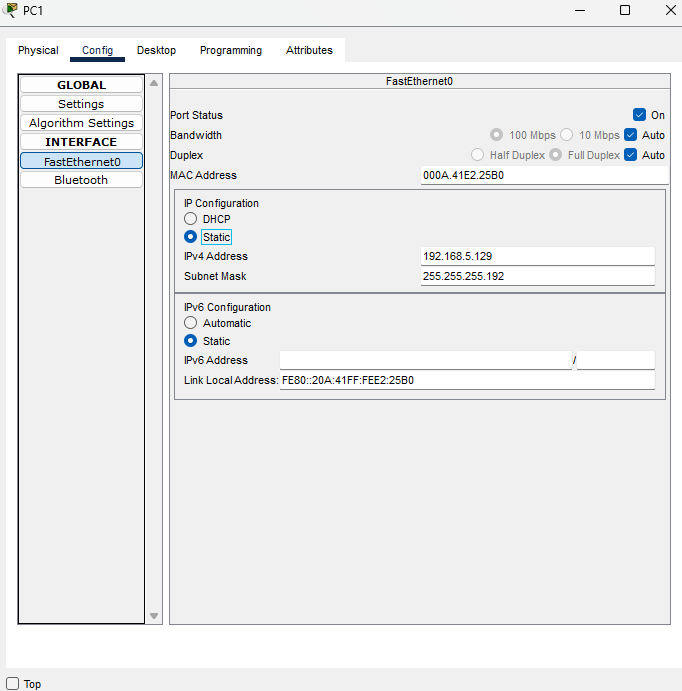 PC1
Physical Config Desktop Programming Attributes
GLOBAL
Settings
Algorithm Settings
INTERFACE
FastEthernet0
Bluetooth
FastEthernet0
Port Status On
Bandwidth 100 Mbps 10 Mbps Auto
Duplex Half Duplex Full Duplex Auto
MAC Address 000A.41E2.25B0
IP Configuration
DHCP
Static
IPv4 Address 192.168.5.129
Subnet Mask 255.255.255.192
IPv6 Configuration
Automatic
Static
IPv6 Address /
Link Local Address: FE80::20A:41FF:FEE2:25B0
Top